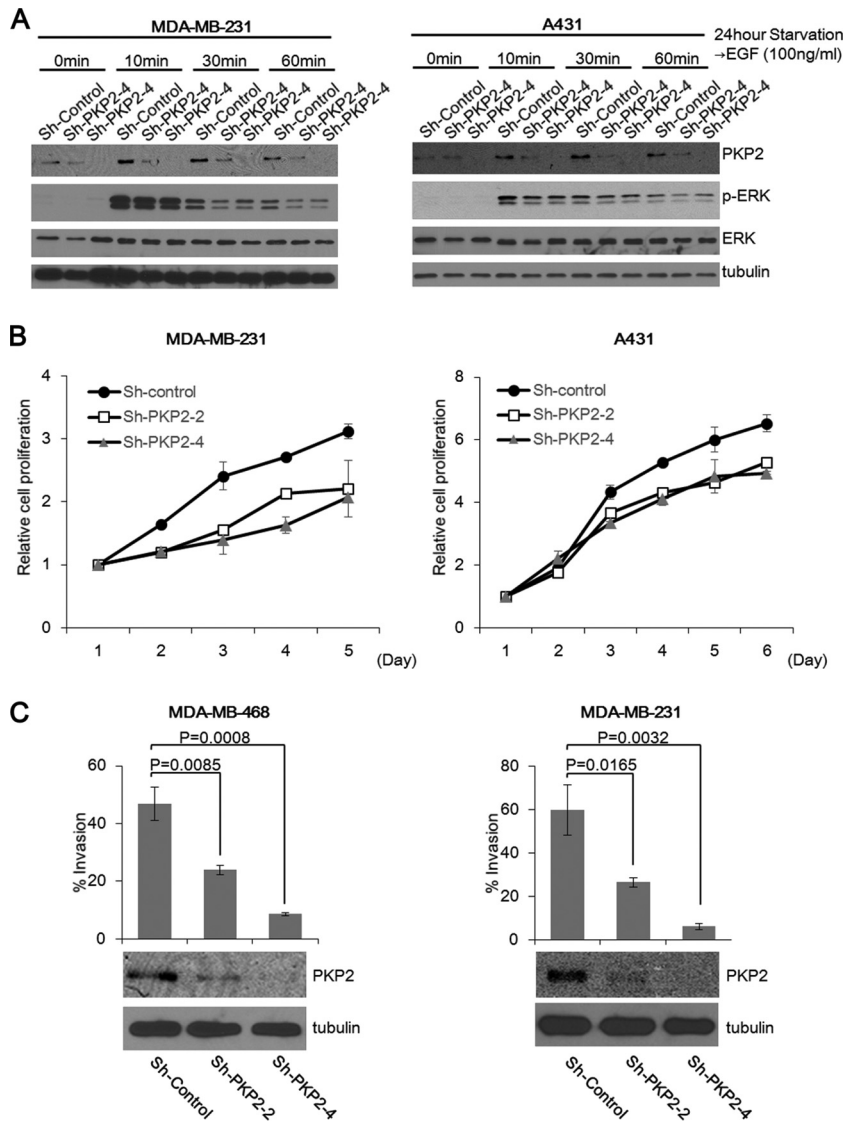 A
MDA-MB-231
A431
24hour Starvation
→EGF (100ng/ml)
0min 10min 30min 60min
0min 10min 30min 60min
Sh-Control Sh-PKP2-4 Sh-PKP2-4 Sh-Control Sh-PKP2-4 Sh-PKP2-4 Sh-Control Sh-PKP2-4 Sh-PKP2-4 Sh-Control Sh-PKP2-4 Sh-PKP2-4
Sh-Control Sh-PKP2-4 Sh-PKP2-4 Sh-Control Sh-PKP2-4 Sh-PKP2-4 Sh-Control Sh-PKP2-4 Sh-PKP2-4 Sh-Control Sh-PKP2-4 Sh-PKP2-4
PKP2
p-ERK
ERK
tubulin
B
MDA-MB-231
Relative cell proliferation
4
3
2
1
0
Sh-control
Sh-PKP2-2
Sh-PKP2-4
1 2 3 4 5 (Day)
A431
Relative cell proliferation
8
6
4
2
0
Sh-control
Sh-PKP2-2
Sh-PKP2-4
1 2 3 4 5 6 (Day)
C
MDA-MB-468
P=0.0008
P=0.0085
% Invasion
60
40
20
0
PKP2
tubulin
Sh-Control Sh-PKP2-2 Sh-PKP2-4
MDA-MB-231
P=0.0032
P=0.0165
% Invasion
80
60
40
20
0
PKP2
tubulin
Sh-Control Sh-PKP2-2 Sh-PKP2-4